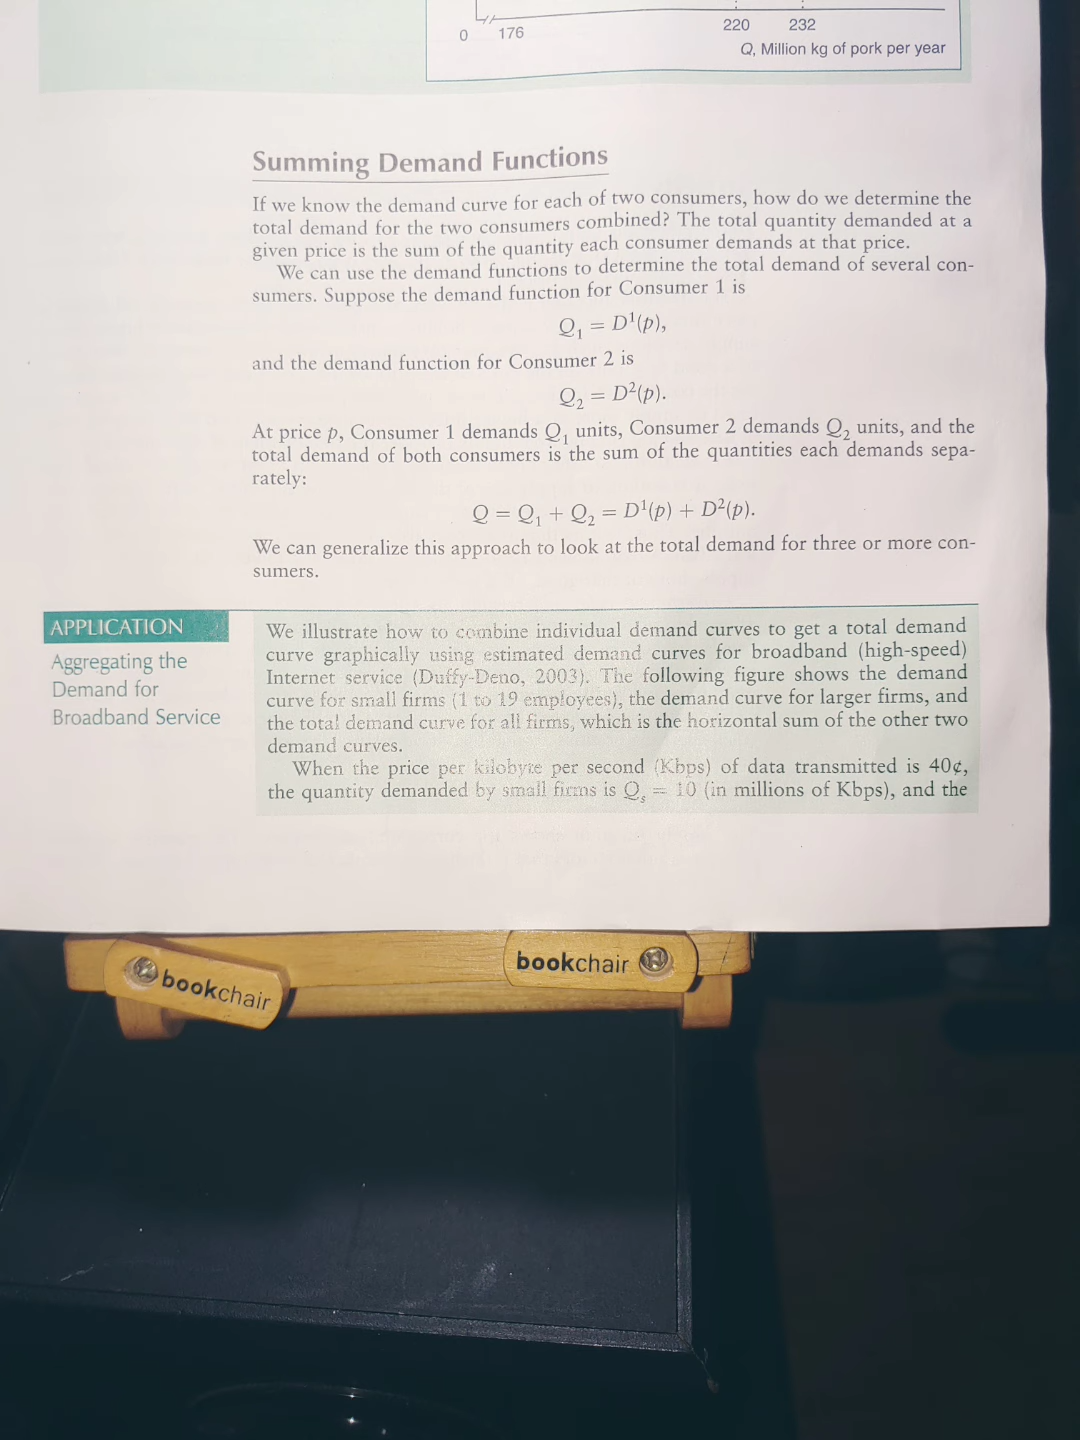 0 176 220 232
Q, Million kg of pork per year
Summing Demand Functions
If we know the demand curve for each of two consumers, how do we determine the
total demand for the two consumers combined? The total quantity demanded at a
given price is the sum of the quantity each consumer demands at that price.
We can use the demand functions to determine the total demand of several con-
sumers. Suppose the demand function for Consumer 1 is
Q₁ = D¹(p),
and the demand function for Consumer 2 is
Q₂ = D²(p).
At price p, Consumer 1 demands Q₁ units, Consumer 2 demands Q₂ units, and the
total demand of both consumers is the sum of the quantities each demands sepa-
rately:
Q = Q₁ + Q₂ = D¹(p) + D²(p).
We can generalize this approach to look at the total demand for three or more con-
sumers.
APPLICATION
Aggregating the
Demand for
Broadband Service
We illustrate how to combine individual demand curves to get a total demand
curve graphically using estimated demand curves for broadband (high-speed)
Internet service (Duffy-Deno, 2003). The following figure shows the demand
curve for small firms (1 to 19 employees), the demand curve for larger firms, and
the total demand curve for all firms, which is the horizontal sum of the other two
demand curves.
When the price per kilobyte per second (Kbps) of data transmitted is 40¢,
the quantity demanded by small firms is Qₛ = 10 (in millions of Kbps), and the
bookchair
bookchair